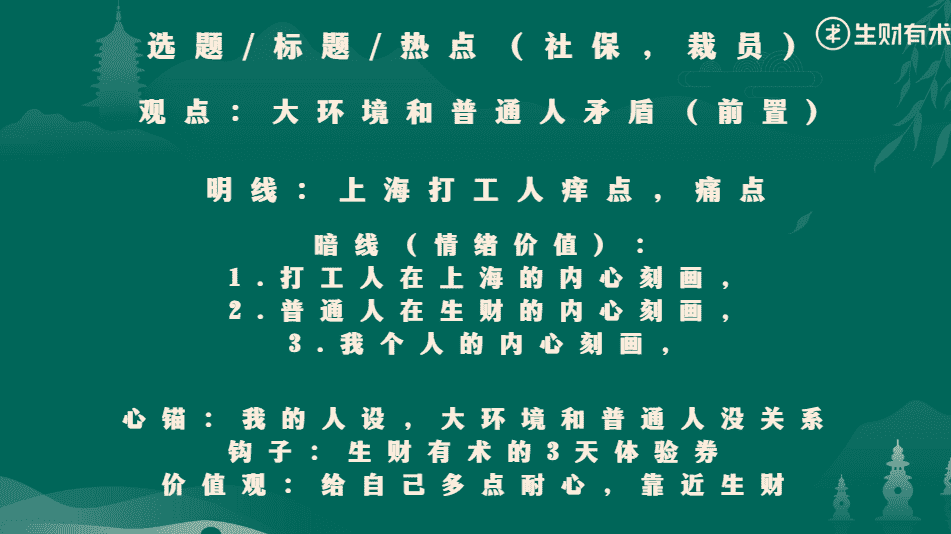 生财有术
选题/标题/热点（社保，裁员）
观点：大环境和普通人矛盾（前置）
明线：上海打工人痒点，痛点
暗线（情绪价值）：
1.打工人在上海的内心刻画，
2.普通人在生财的内心刻画，
3.我个人的内心刻画，
心锚：我的人设，大环境和普通人没关系
钩子：生财有术的3天体验券
价值观：给自己多点耐心，靠近生财